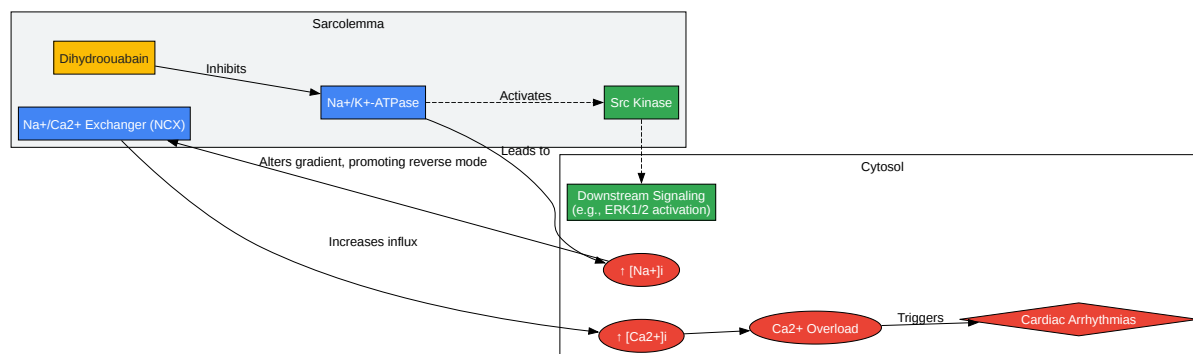 Sarcolemma
Dihydroouabain
Inhibits
Na+/K+-ATPase
Activates
Src Kinase
Na+/Ca2+ Exchanger (NCX)
Leads to
Alters gradient, promoting reverse mode
Cytosol
Downstream Signaling
(e.g., ERK1/2 activation)
Increases influx
↑ [Na+]i
↑ [Ca2+]i
Ca2+ Overload
Triggers
Cardiac Arrhythmias